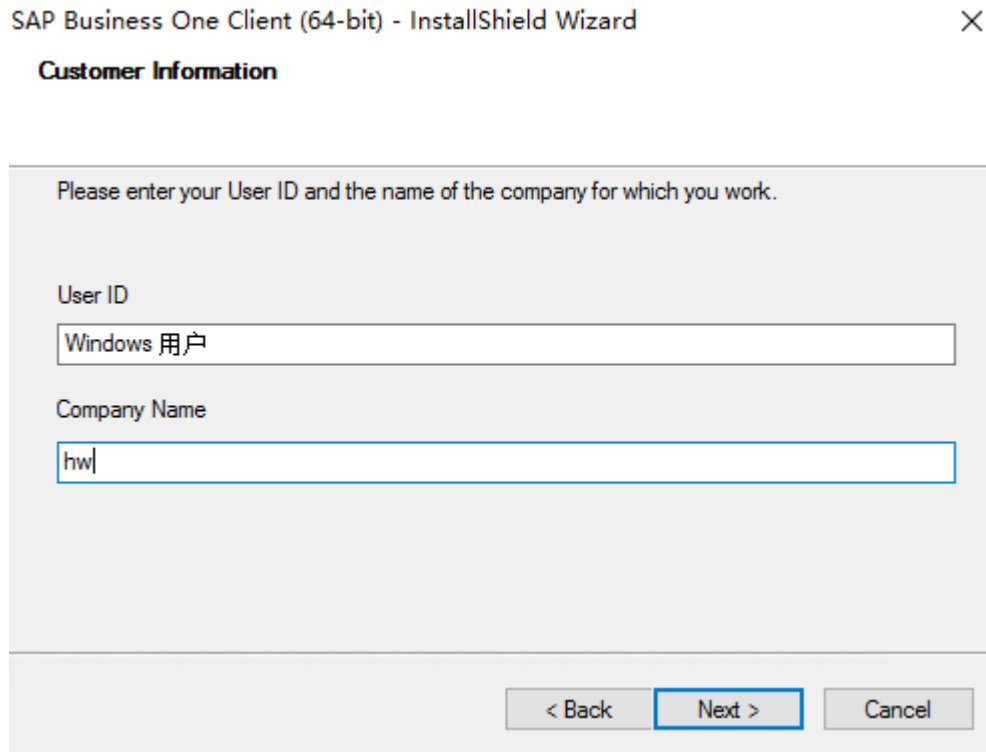 SAP Business One Client (64-bit) - InstallShield Wizard
Customer Information
Please enter your User ID and the name of the company for which you work.
User ID
Windows 用户
Company Name
hw
< Back Next > Cancel